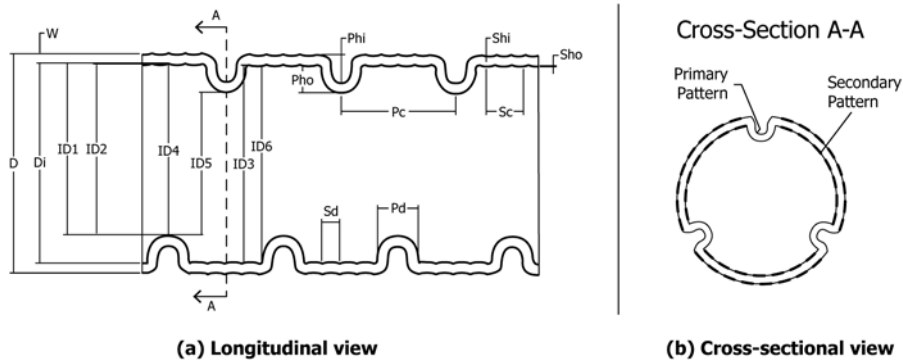 A
W
Phi
Shi
Sho
Pho
Pc
Sc
D
Di
ID1
ID2
ID4
ID5
ID3
ID6
Sd
Pd
A
(a) Longitudinal view
Cross-Section A-A
Primary
Pattern
Secondary
Pattern
(b) Cross-sectional view